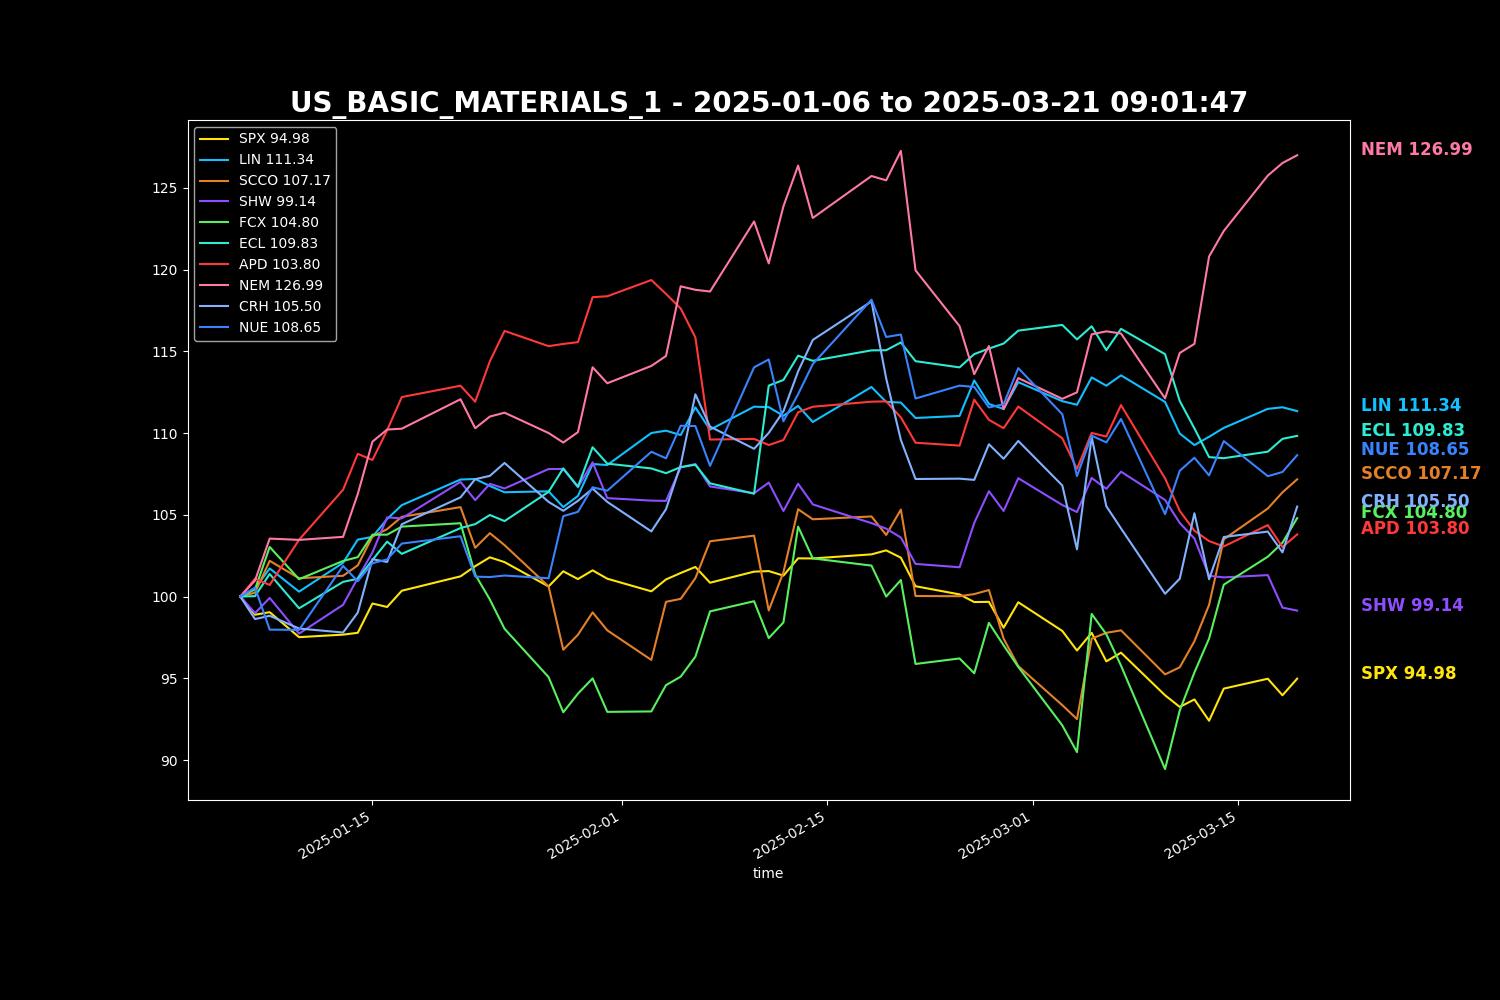 US_BASIC_MATERIALS_1 - 2025-01-06 to 2025-03-21 09:01:47
SPX 94.98
LIN 111.34
SCCO 107.17
SHW 99.14
FCX 104.80
ECL 109.83
APD 103.80
NEM 126.99
CRH 105.50
NUE 108.65
125
120
115
110
105
100
95
90
NEM 126.99
LIN 111.34
ECL 109.83
NUE 108.65
SCCO 107.17
CRH 105.50
FCX 104.80
APD 103.80
SHW 99.14
SPX 94.98
2025-01-15
2025-02-01
2025-02-15
2025-03-01
2025-03-15
time